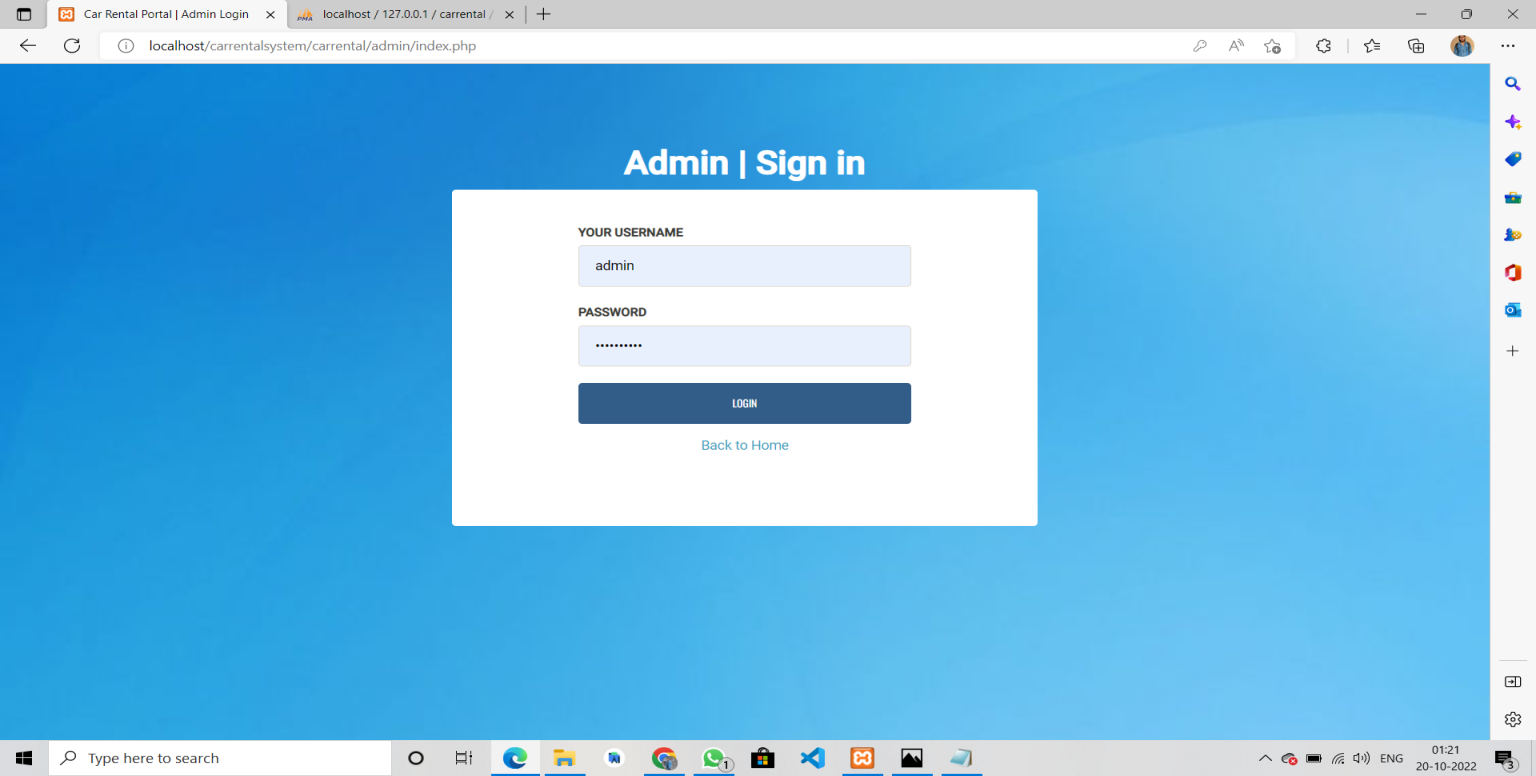 Car Rental Portal | Admin Login
localhost / 127.0.0.1 / carrental /
localhost/carrentalsystem/carrental/admin/index.php
Admin | Sign in
YOUR USERNAME
admin
PASSWORD
••••••••••
LOGIN
Back to Home
Type here to search
1
ENG
01:21
20-10-2022
3